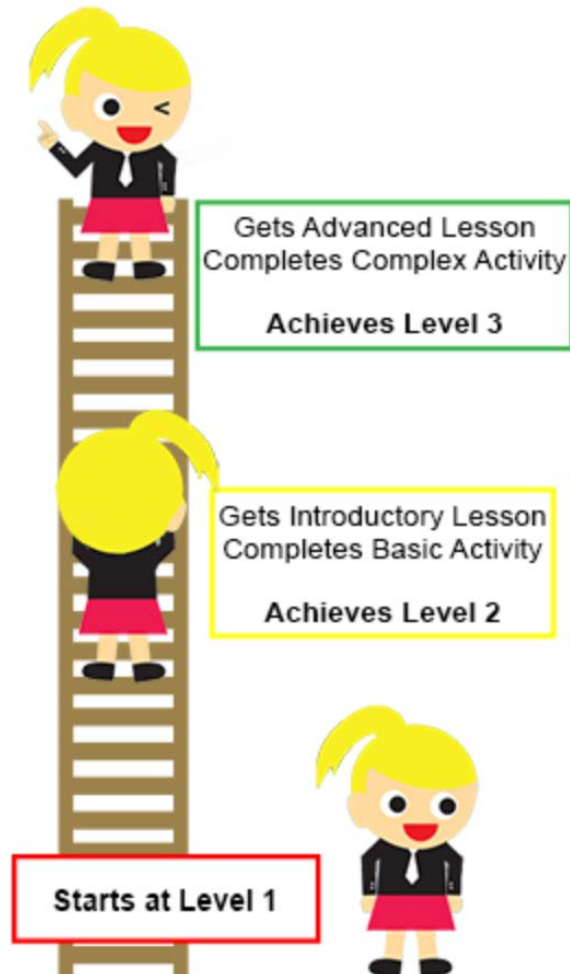 Gets Advanced Lesson
Completes Complex Activity
Achieves Level 3
Gets Introductory Lesson
Completes Basic Activity
Achieves Level 2
Starts at Level 1